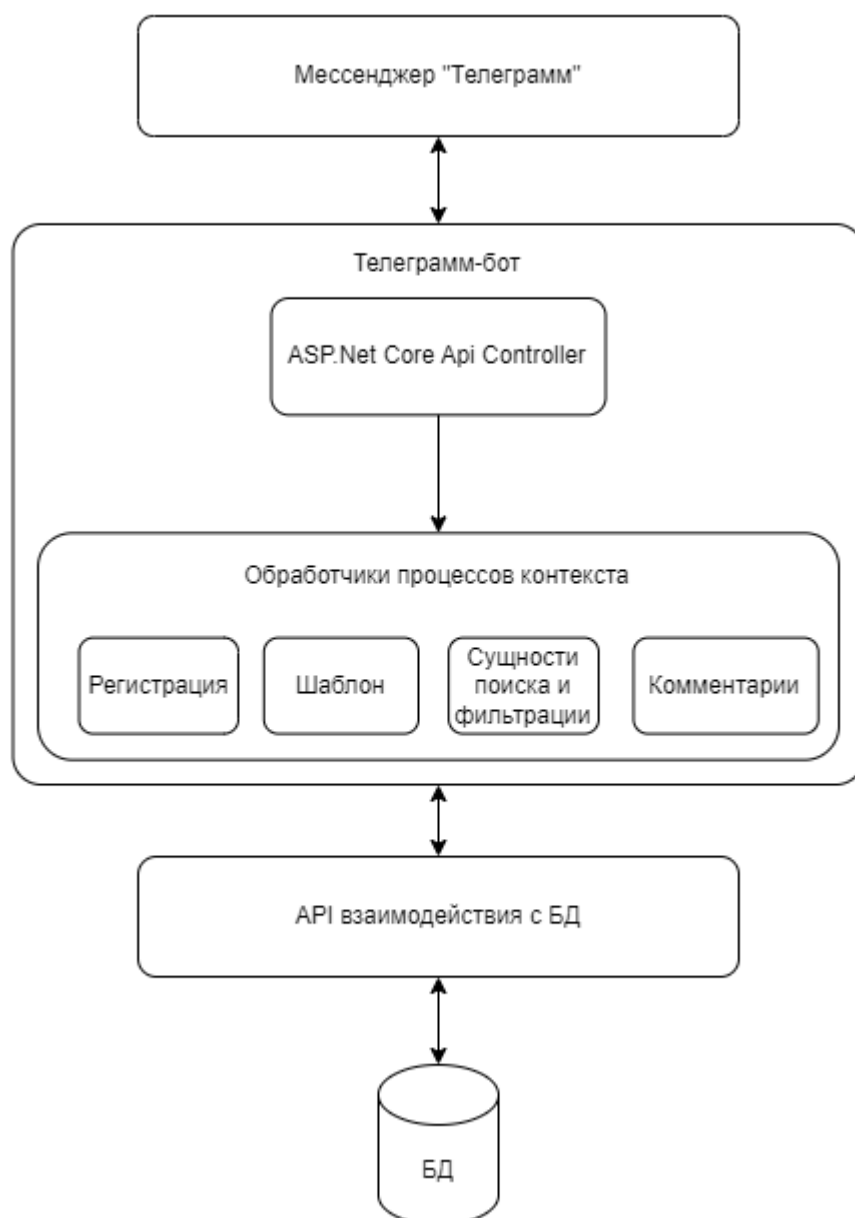 Мессенджер "Телеграмм"
Телеграмм-бот
ASP.Net Core Api Controller
Обработчики процессов контекста
Регистрация
Шаблон
Сущности
поиска и
фильтрации
Комментарии
API взаимодействия с БД
БД